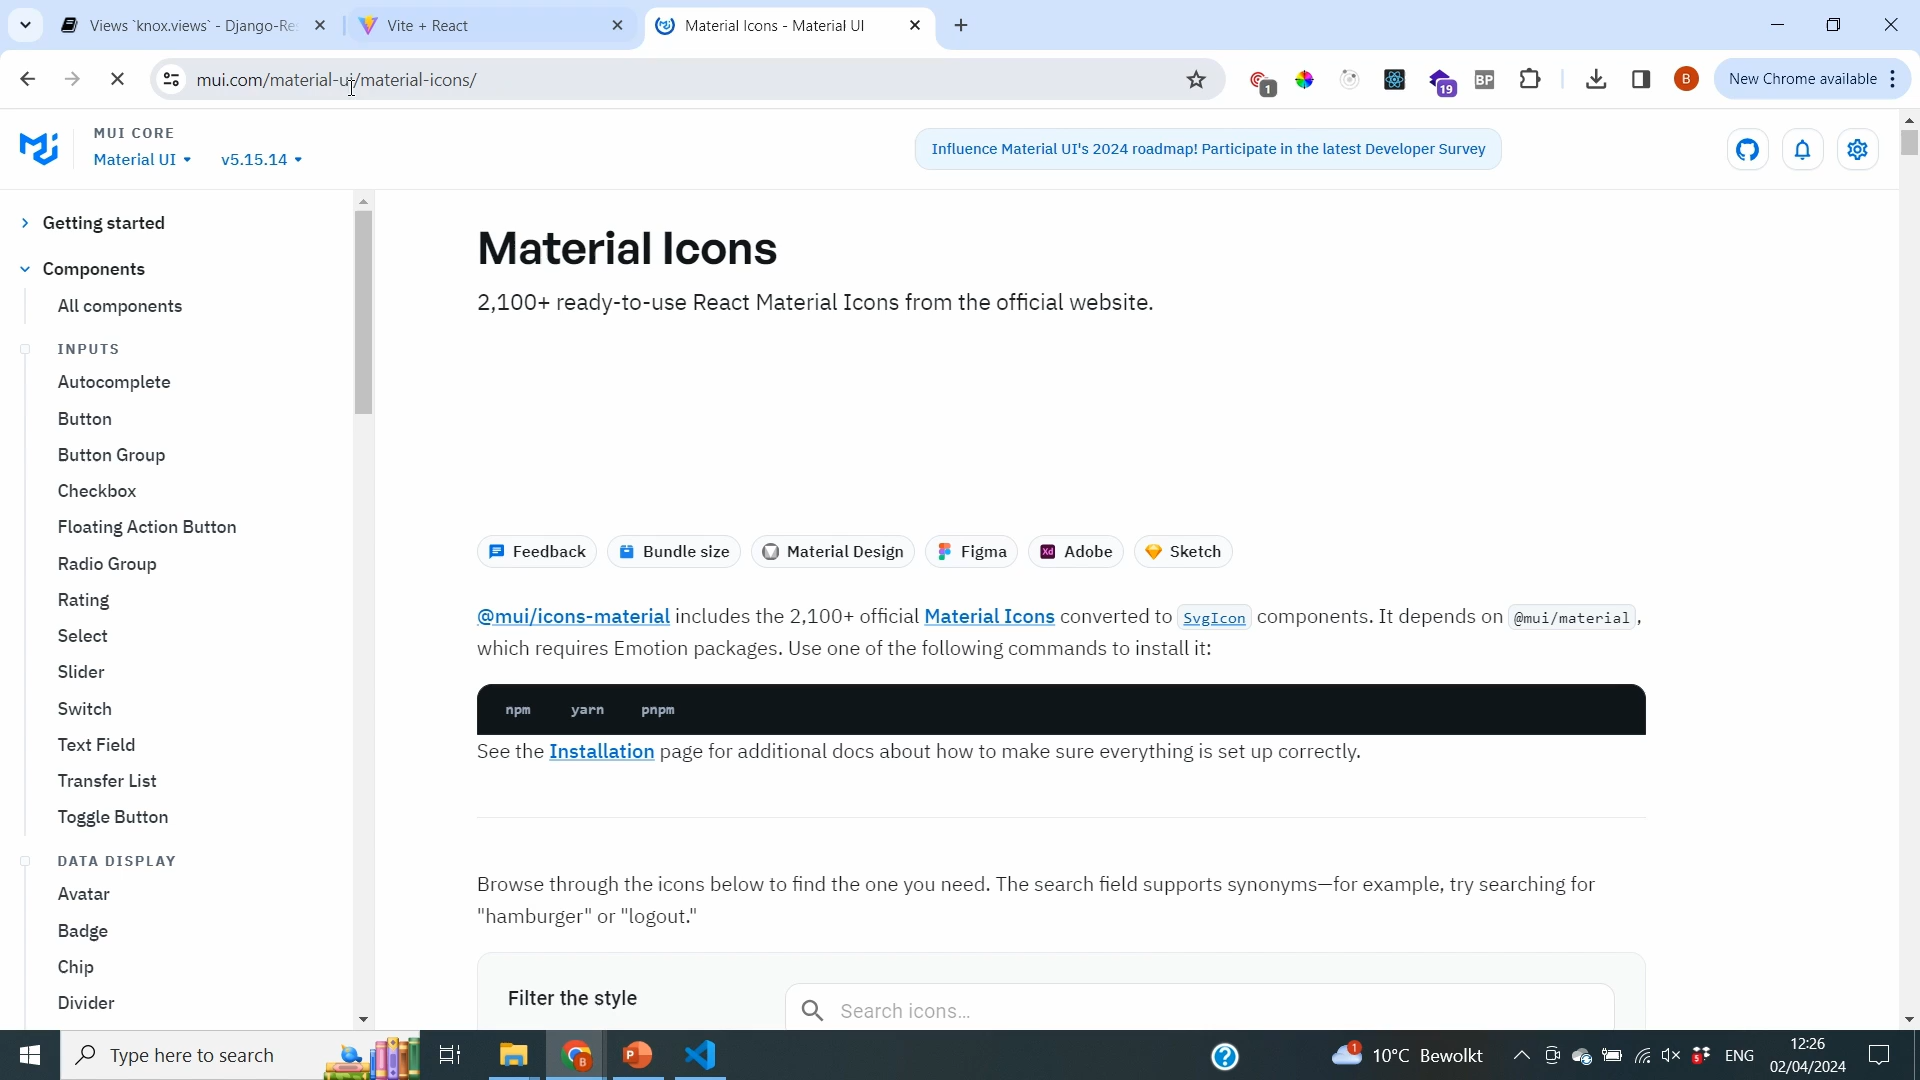 Views `knox.views` - Django-Re
Vite + React
Material Icons - Material UI
mui.com/material-ui/material-icons/
1
19
BP
B
New Chrome available
MUI CORE
Material UI
v5.15.14
Influence Material UI's 2024 roadmap! Participate in the latest Developer Survey
Getting started
Components
All components
INPUTS
Autocomplete
Button
Button Group
Checkbox
Floating Action Button
Radio Group
Rating
Select
Slider
Switch
Text Field
Transfer List
Toggle Button
DATA DISPLAY
Avatar
Badge
Chip
Divider
Material Icons
2,100+ ready-to-use React Material Icons from the official website.
Feedback
Bundle size
Material Design
Figma
Xd
Adobe
Sketch
@mui/icons-material includes the 2,100+ official Material Icons converted to SvgIcon components. It depends on @mui/material,
which requires Emotion packages. Use one of the following commands to install it:
npm yarn pnpm
See the Installation page for additional docs about how to make sure everything is set up correctly.
Browse through the icons below to find the one you need. The search field supports synonyms—for example, try searching for
"hamburger" or "logout."
Filter the style
Search icons…
Type here to search
B
P
1
10°C Bewolkt
5
ENG
12:26
02/04/2024